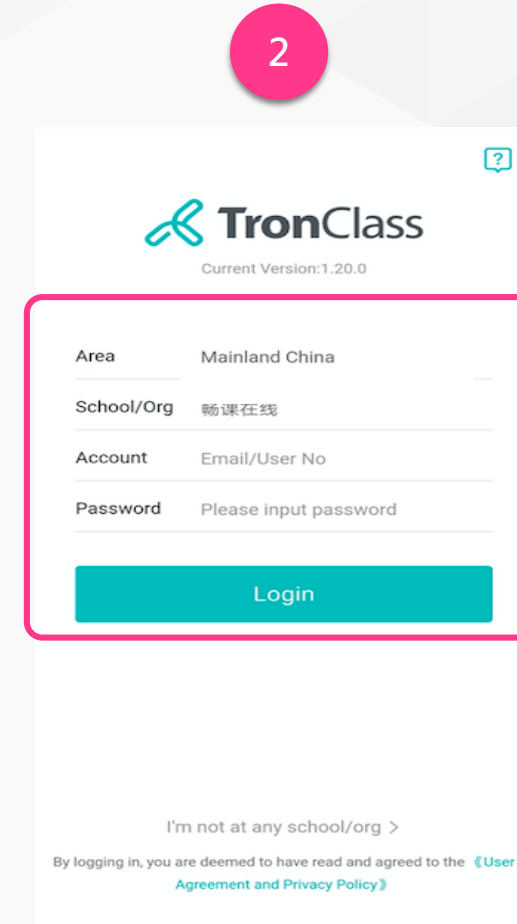 2
?
TronClass
Current Version:1.20.0
Area Mainland China
School/Org 畅课在线
Account Email/User No
Password Please input password
Login
I'm not at any school/org >
By logging in, you are deemed to have read and agreed to the 《User
Agreement and Privacy Policy》